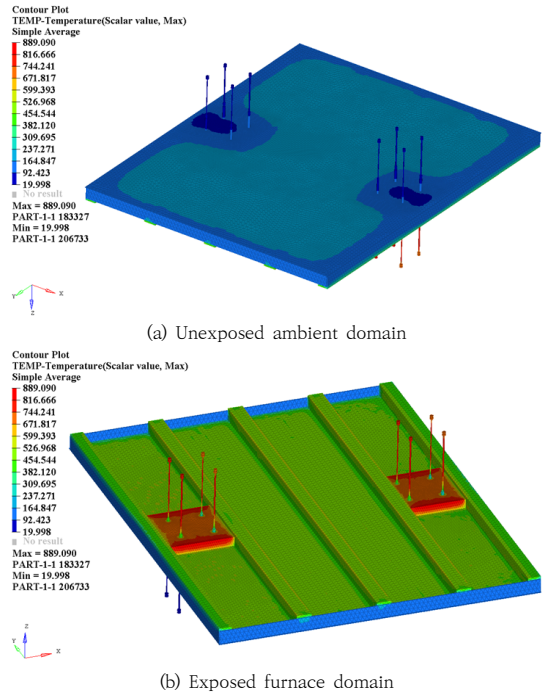 Contour Plot
TEMP-Temperature(Scalar value, Max)
Simple Average
889.090
816.666
744.241
671.817
599.393
526.968
454.544
382.120
309.695
237.271
164.847
92.423
19.998
No result
Max = 889.090
PART-1-1 183327
Min = 19.998
PART-1-1 206733
Y
X
Z
(a) Unexposed ambient domain
Contour Plot
TEMP-Temperature(Scalar value, Max)
Simple Average
889.090
816.666
744.241
671.817
599.393
526.968
454.544
382.120
309.695
237.271
164.847
92.423
19.998
No result
Max = 889.090
PART-1-1 183327
Min = 19.998
PART-1-1 206733
Z
Y
X
(b) Exposed furnace domain